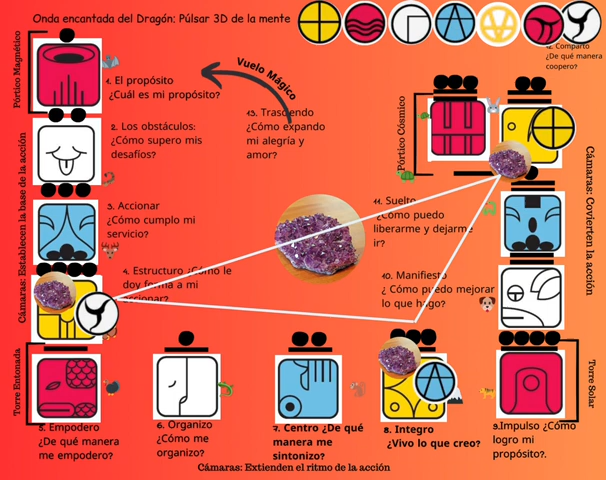 Onda encantada del Dragón: Púlsar 3D de la mente
12. Comparto
¿De qué manera
coopero?
Pórtico Magnético
1. El propósito
¿Cuál es mi propósito?
Vuelo Mágico
13. Trasciendo
¿Cómo expando
mi alegría y
amor?
Pórtico Cósmico
2. Los obstáculos:
¿Cómo supero mis
desafíos?
Cámaras: Establecen la base de la acción
Cámaras: Covierten la acción
3. Accionar
¿Cómo cumplo mi
servicio?
11. Suelto
¿Cómo puedo
liberarme y dejarme
ir?
4. Estructuro ¿Cómo le
doy forma a mi
accionar?
10. Manifiesto
¿ Cómo puedo mejorar
lo que hago?
Torre Entonada
Torre Solar
5. Empodero
¿De qué manera
me empodero?
6. Organizo
¿Cómo me
organizo?
7. Centro ¿De qué
manera me
sintonizo?
8. Integro
¿Vivo lo que creo?
9.Impulso ¿Cómo
logro mi
propósito?.
Cámaras: Extienden el ritmo de la acción